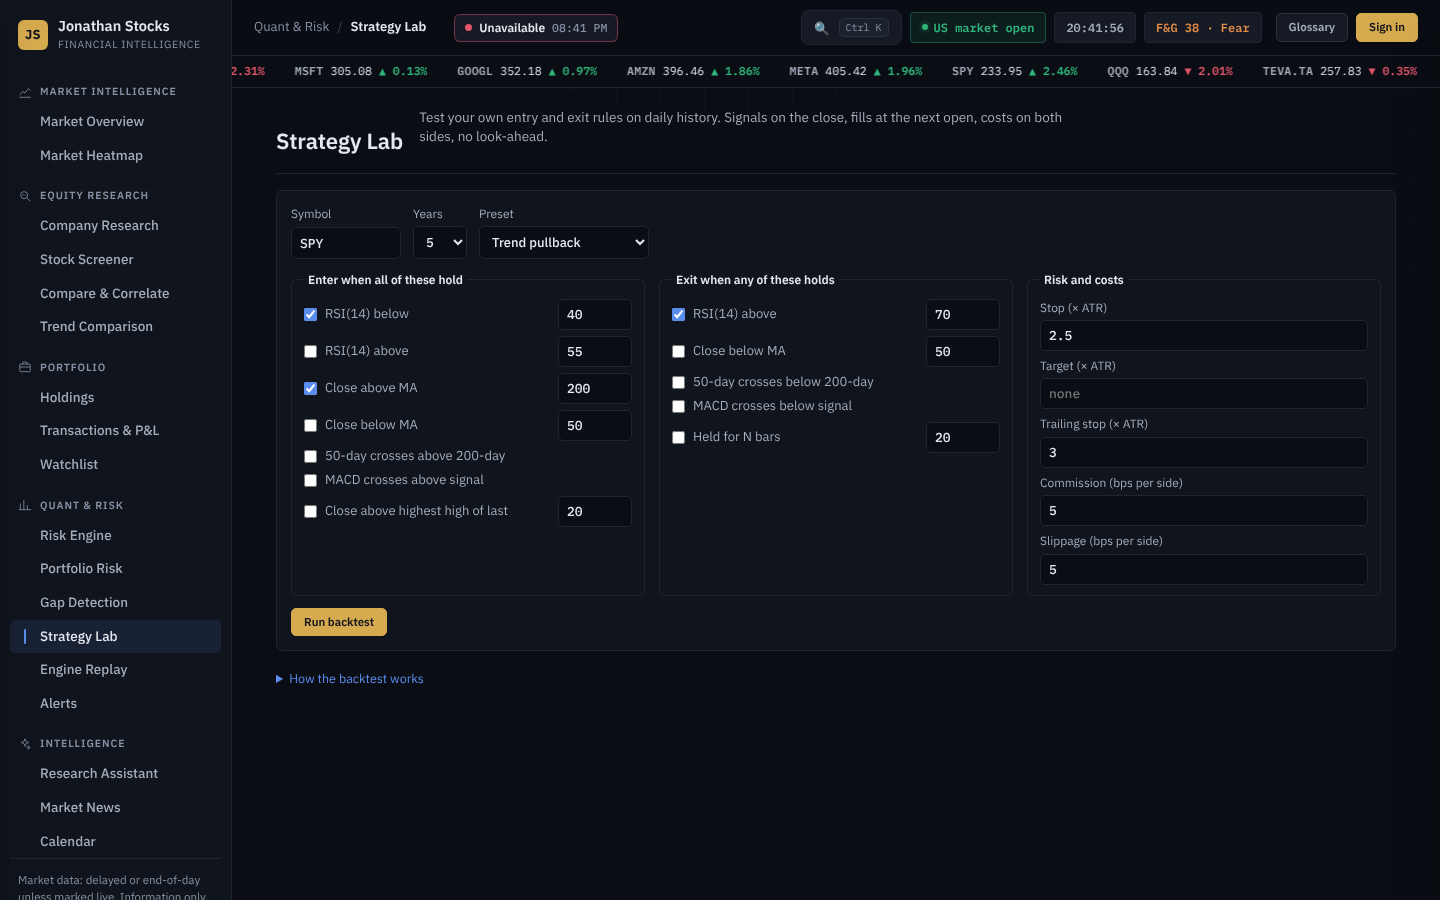 JS
Jonathan Stocks
FINANCIAL INTELLIGENCE
MARKET INTELLIGENCE
Market Overview
Market Heatmap
EQUITY RESEARCH
Company Research
Stock Screener
Compare & Correlate
Trend Comparison
PORTFOLIO
Holdings
Transactions & P&L
Watchlist
QUANT & RISK
Risk Engine
Portfolio Risk
Gap Detection
Strategy Lab
Engine Replay
Alerts
INTELLIGENCE
Research Assistant
Market News
Calendar
Market data: delayed or end-of-day
unless marked live. Information only.
Quant & Risk / Strategy Lab
Unavailable 08:41 PM
Ctrl K
US market open
20:41:56
F&G 38 · Fear
Glossary
Sign in
2.31% MSFT 305.08 ▲ 0.13% GOOGL 352.18 ▲ 0.97% AMZN 396.46 ▲ 1.86% META 405.42 ▲ 1.96% SPY 233.95 ▲ 2.46% QQQ 163.84 ▼ 2.01% TEVA.TA 257.83 ▼ 0.35%
Strategy Lab
Test your own entry and exit rules on daily history. Signals on the close, fills at the next open, costs on both
sides, no look-ahead.
Symbol Years Preset
SPY 5 Trend pullback
Enter when all of these hold
RSI(14) below 40
RSI(14) above 55
Close above MA 200
Close below MA 50
50-day crosses above 200-day
MACD crosses above signal
Close above highest high of last 20
Exit when any of these holds
RSI(14) above 70
Close below MA 50
50-day crosses below 200-day
MACD crosses below signal
Held for N bars 20
Risk and costs
Stop (× ATR)
2.5
Target (× ATR)
none
Trailing stop (× ATR)
3
Commission (bps per side)
5
Slippage (bps per side)
5
Run backtest
▶ How the backtest works